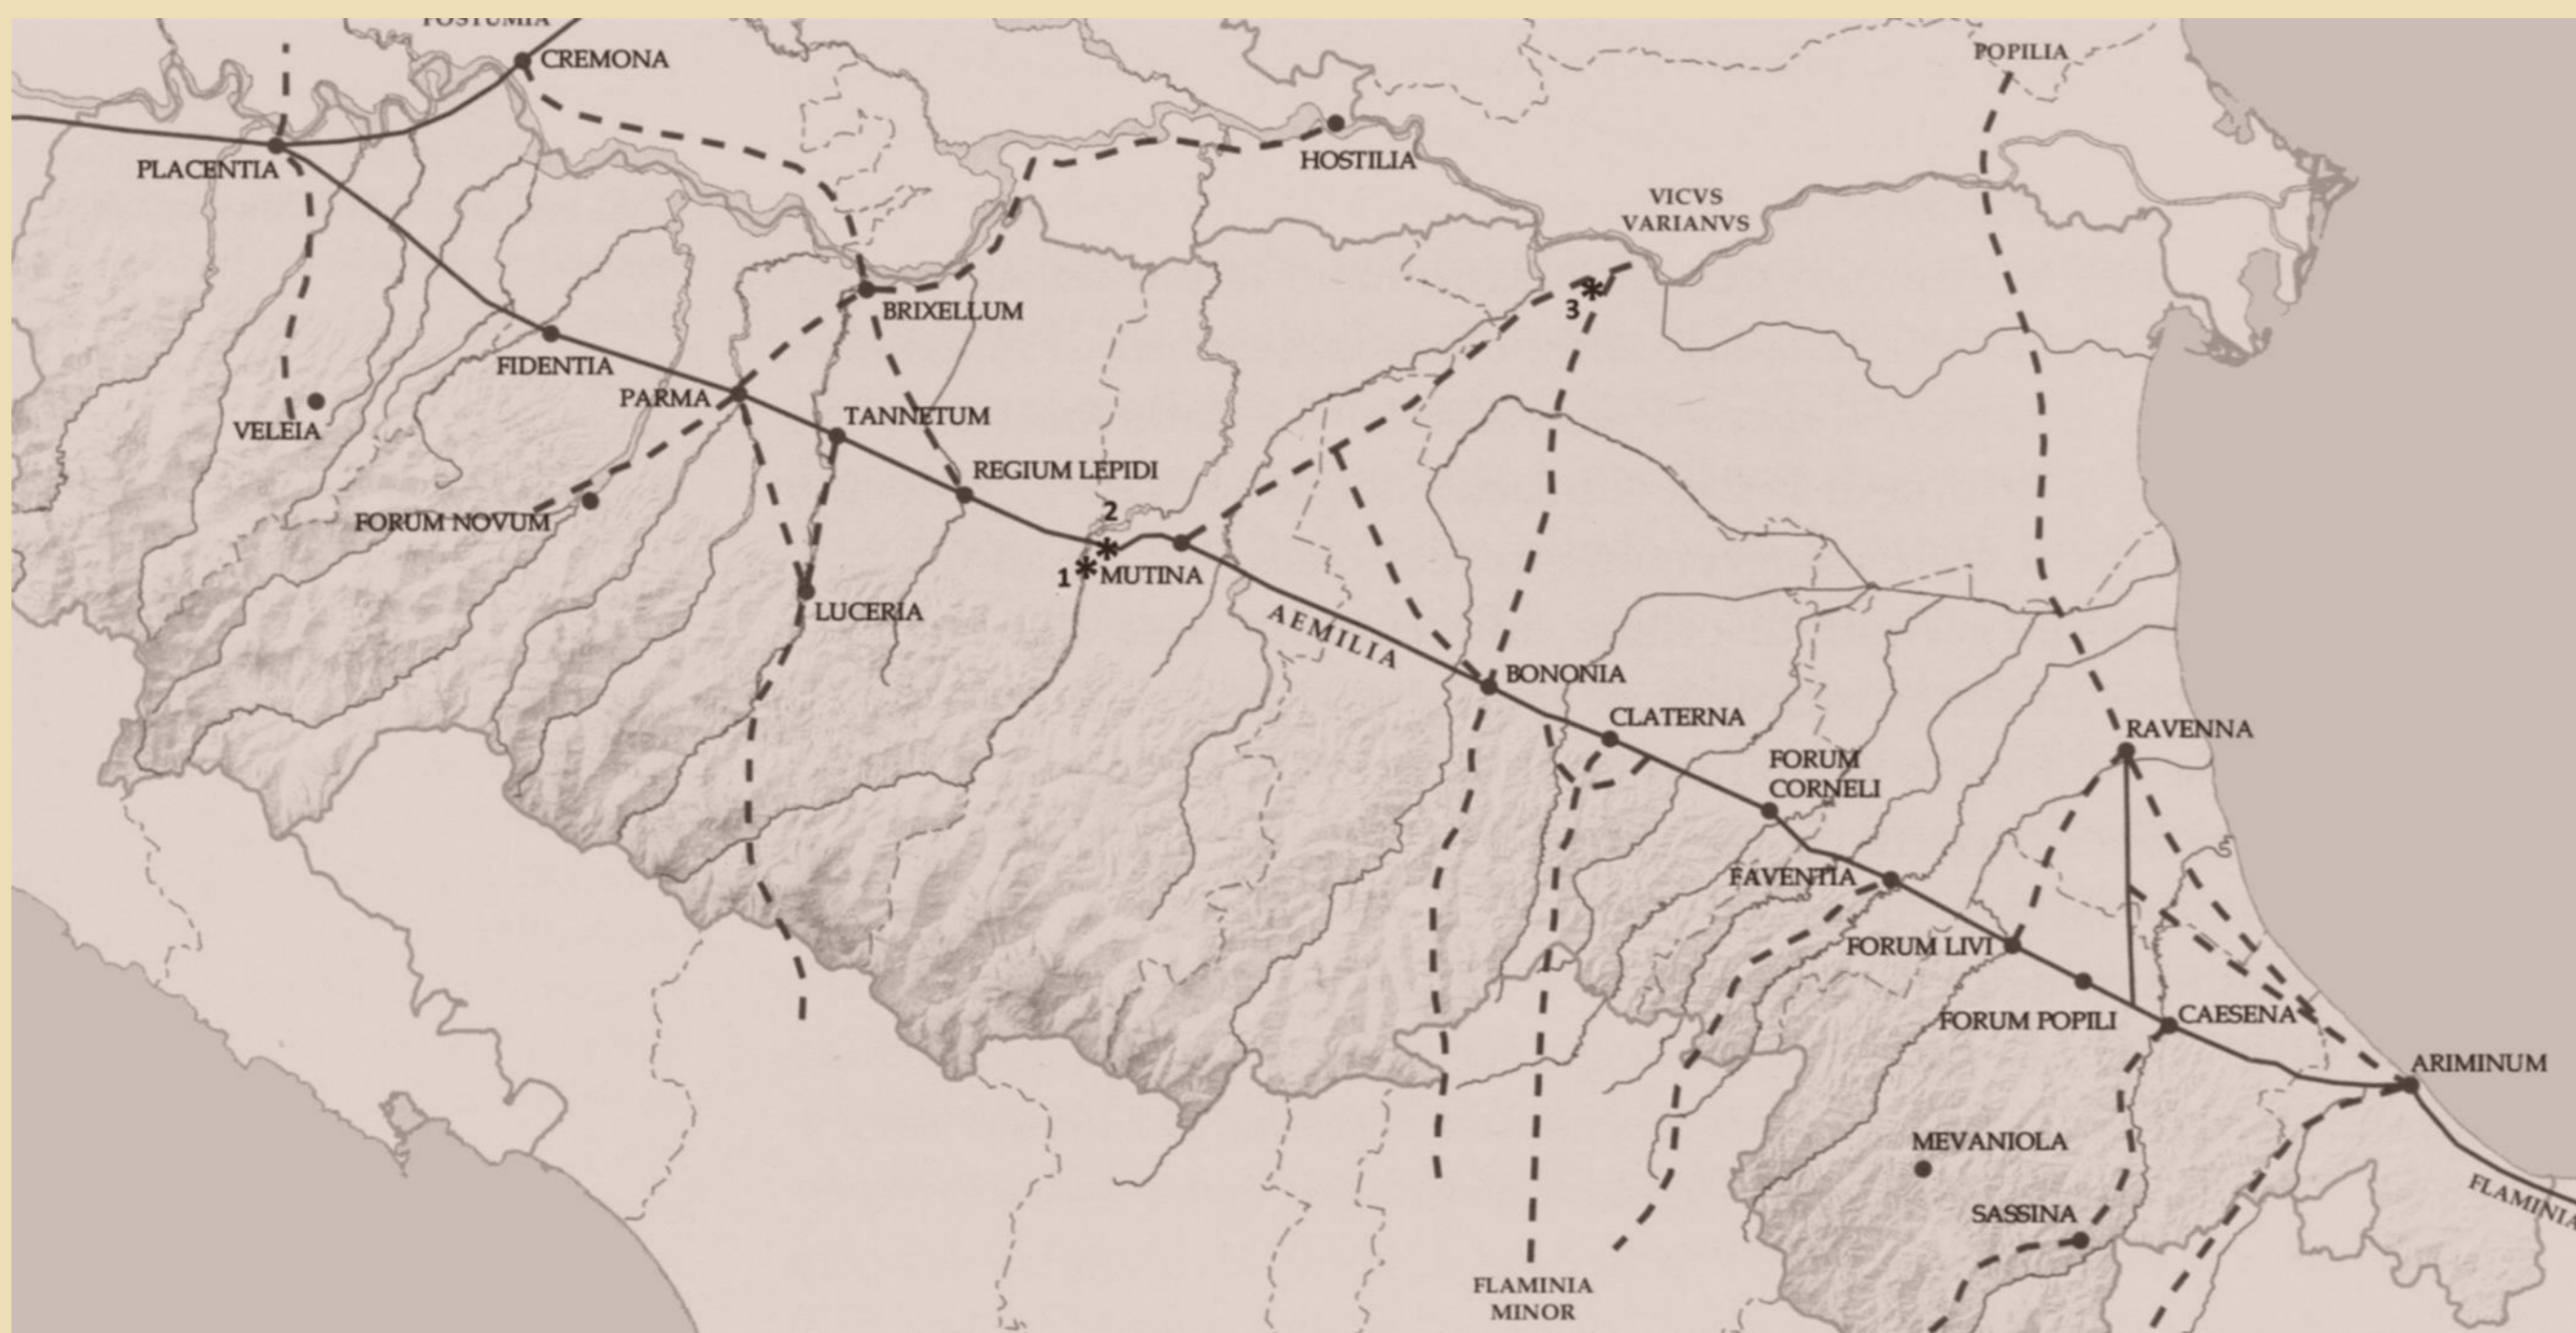 POSTUMIA
CREMONA
POPILIA
PLACENTIA
HOSTILIA
VICVS
VARIANVS
BRIXELLUM
3
FIDENTIA
PARMA
TANNETUM
VELEIA
REGIUM LEPIDI
FORUM NOVUM
2
1
MUTINA
LUCERIA
AEMILIA
BONONIA
CLATERNA
RAVENNA
FORUM
CORNELI
FAVENTIA
FORUM LIVI
FORUM POPILI
CAESENA
ARIMINUM
MEVANIOLA
FLAMINIA
SASSINA
FLAMINIA
MINOR